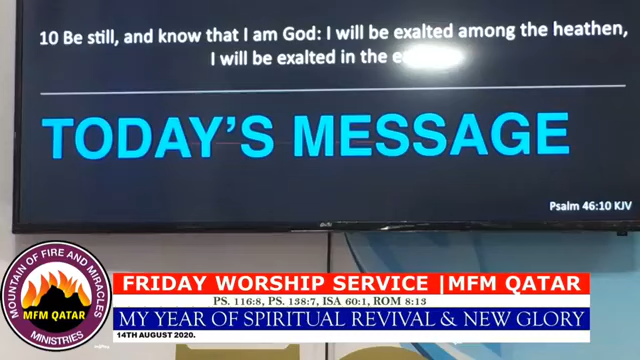 10 Be still, and know that I am God: I will be exalted among the heathen,
I will be exalted in the
TODAY'S MESSAGE
Psalm 46:10 KJV
MOUNTAIN OF FIRE AND MIRACLES
MFM QATAR
MINISTRIES
FRIDAY WORSHIP SERVICE |MFM QATAR
PS. 116:8, PS. 138:7, ISA 60:1, ROM 8:13
MY YEAR OF SPIRITUAL REVIVAL & NEW GLORY
14TH AUGUST 2020.